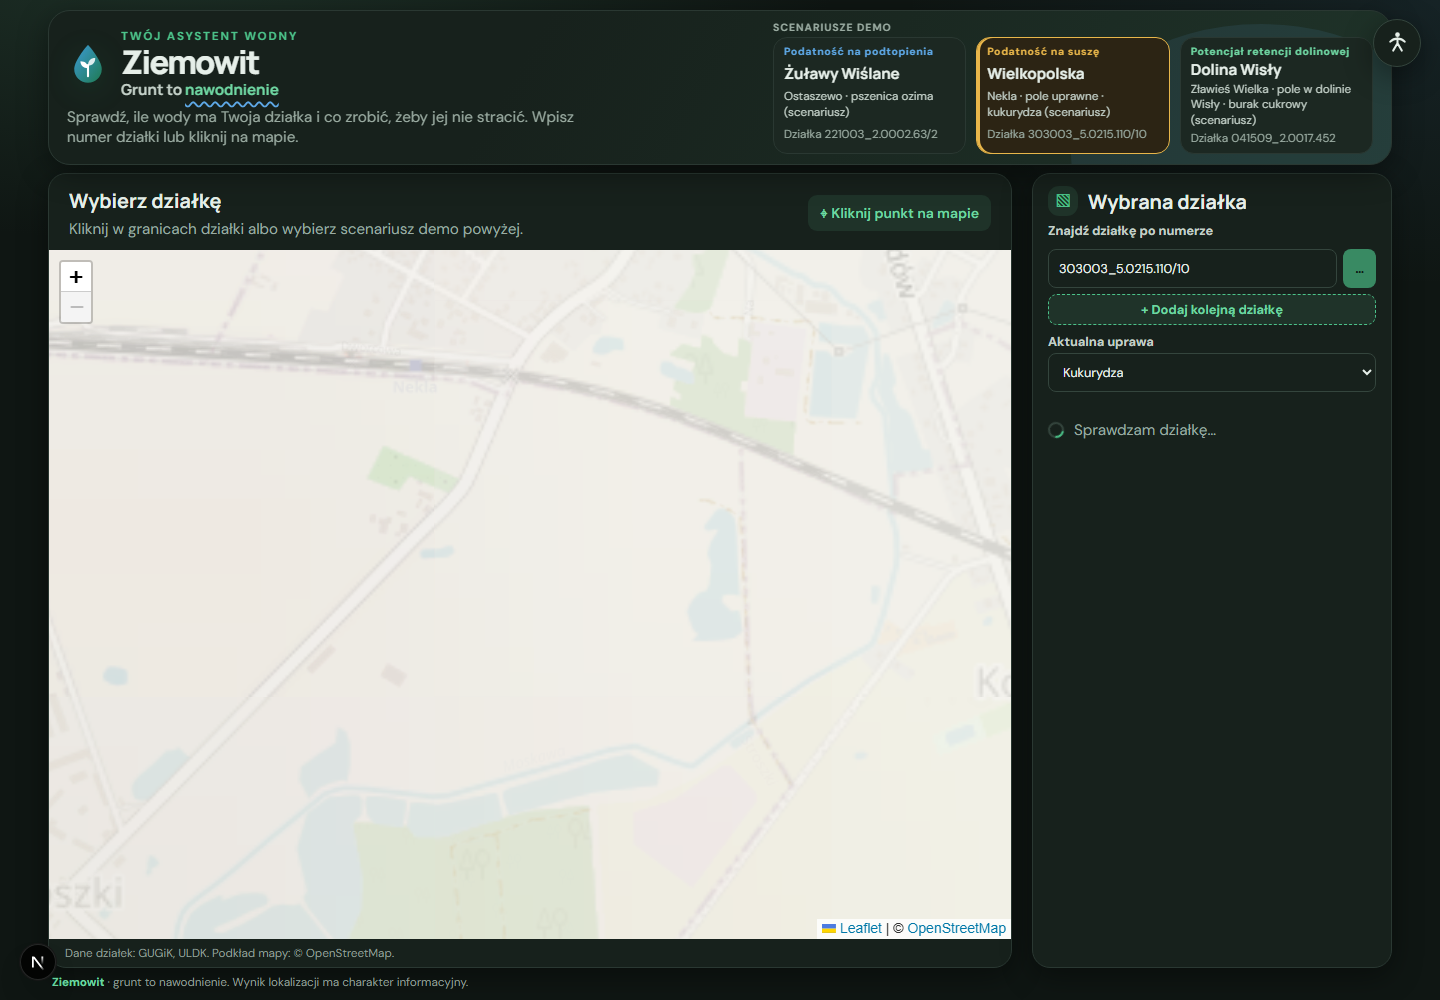 TWÓJ ASYSTENT WODNY
Ziemowit
Grunt to nawodnienie
Sprawdź, ile wody ma Twoja działka i co zrobić, żeby jej nie stracić. Wpisz
numer działki lub kliknij na mapie.
SCENARIUSZE DEMO
Podatność na podtopienia
Żuławy Wiślane
Ostaszewo · pszenica ozima
(scenariusz)
Działka 221003_2.0002.63/2
Podatność na suszę
Wielkopolska
Nekla · pole uprawne ·
kukurydza (scenariusz)
Działka 303003_5.0215.110/10
Potencjał retencji dolinowej
Dolina Wisły
Zławieś Wielka · pole w dolinie
Wisły · burak cukrowy
(scenariusz)
Działka 041509_2.0017.452
Wybierz działkę
Kliknij w granicach działki albo wybierz scenariusz demo powyżej.
⌖ Kliknij punkt na mapie
+
−
Nekla
dów
Ko
szki
Leaflet | © OpenStreetMap
Dane działek: GUGiK, ULDK. Podkład mapy: © OpenStreetMap.
Wybrana działka
Znajdź działkę po numerze
303003_5.0215.110/10
...
+ Dodaj kolejną działkę
Aktualna uprawa
Kukurydza
Sprawdzam działkę...
N
Ziemowit · grunt to nawodnienie. Wynik lokalizacji ma charakter informacyjny.